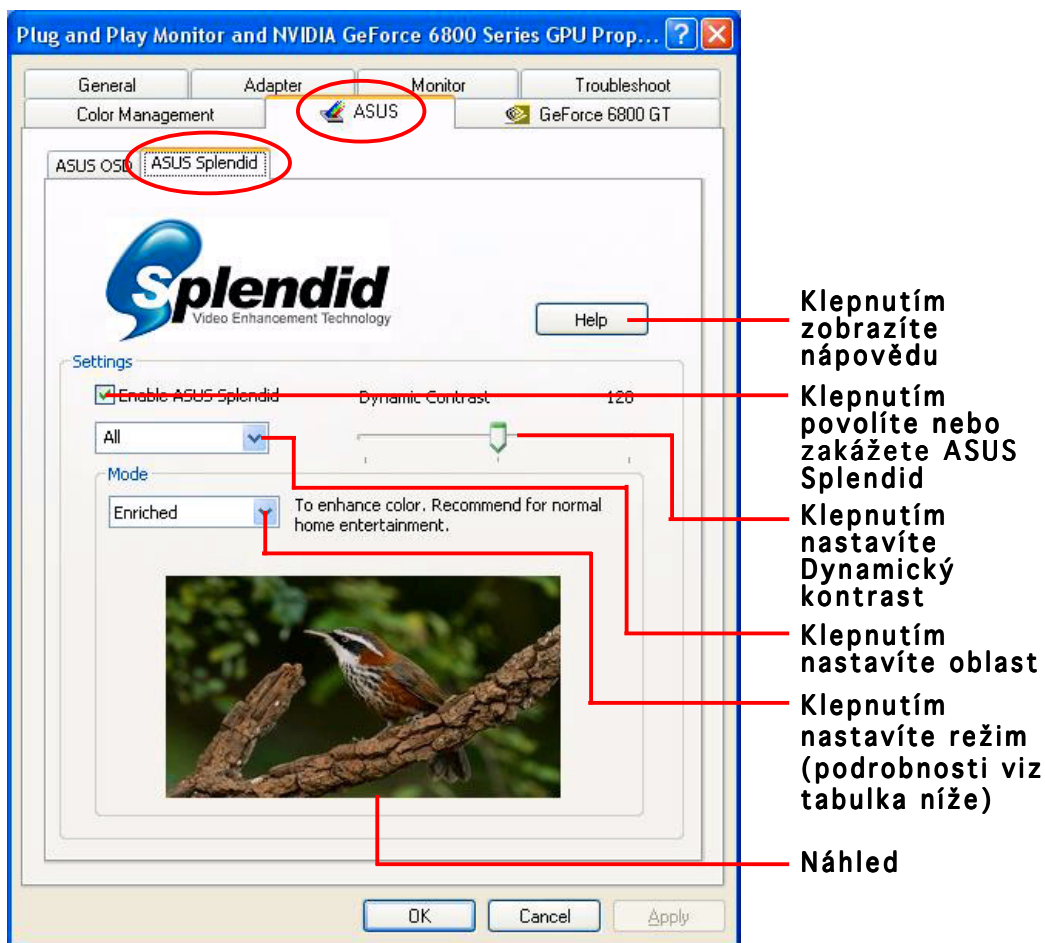 Plug and Play Monitor and NVIDIA GeForce 6800 Series GPU Prop...
General Adapter Monitor Troubleshoot
Color Management ASUS GeForce 6800 GT
ASUS OSD ASUS Splendid
Splendid
Video Enhancement Technology
Help
Settings
Enable ASUS Splendid Dynamic Contrast 128
All
Mode
Enriched
To enhance color. Recommend for normal
home entertainment.
OK Cancel Apply
Klepnutím
zobrazíte
nápovědu
Klepnutím
povolíte nebo
zakážete ASUS
Splendid
Klepnutím
nastavíte
Dynamický
kontrast
Klepnutím
nastavíte oblast
Klepnutím
nastavíte režim
(podrobnosti viz
tabulka níže)
Náhled